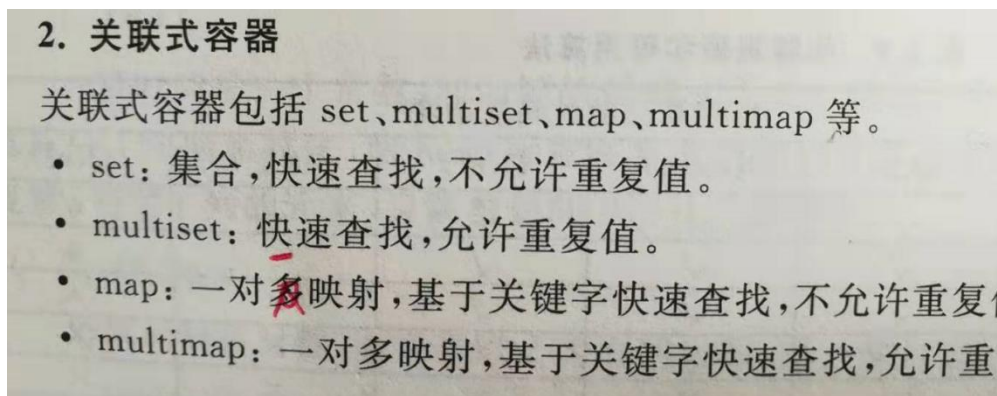 2. 关联式容器
关联式容器包括 set、multiset、map、multimap 等。
• set: 集合,快速查找,不允许重复值。
• multiset: 快速查找,允许重复值。
一
• map: 一对多映射,基于关键字快速查找,不允许重复
• multimap: 一对多映射,基于关键字快速查找,允许重